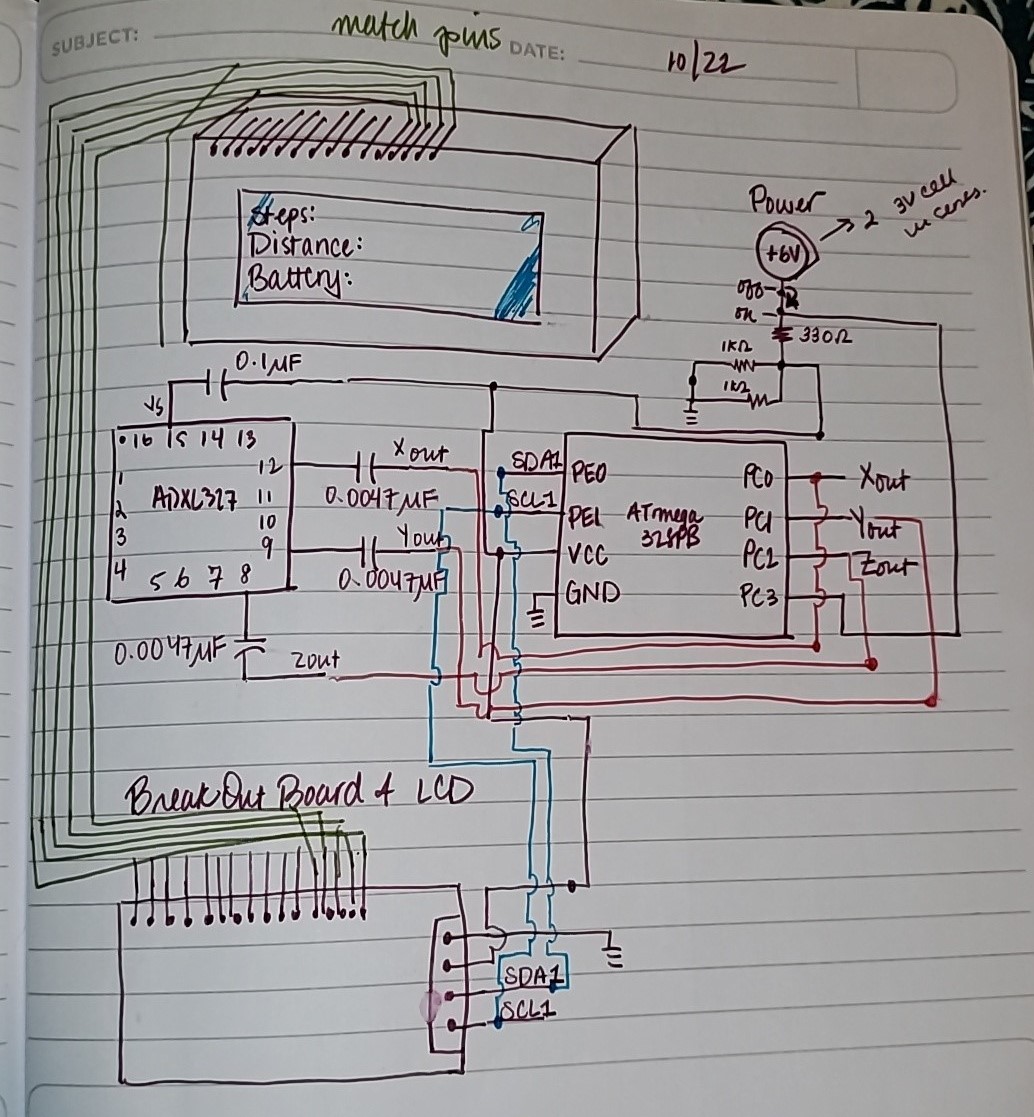 SUBJECT:
match pins
DATE:
10/22
Steps:
Distance:
Battery:
Power
+6V
2 3V cell
in series.
off
on
330Ω
1KΩ
1KΩ
0.1µF
Vs
16 15 14 13
1
2
3
4
ADXL327
12
11
10
9
5 6 7 8
Xout
0.0047µF
Yout
0.0047µF
0.0047µF
Zout
SDA1
SCL1
PE0
PE1
VCC
GND
ATmega
328PB
PC0
PC1
PC2
PC3
Xout
Yout
Zout
BreakOut Board 4 LCD
SDA1
SCL1